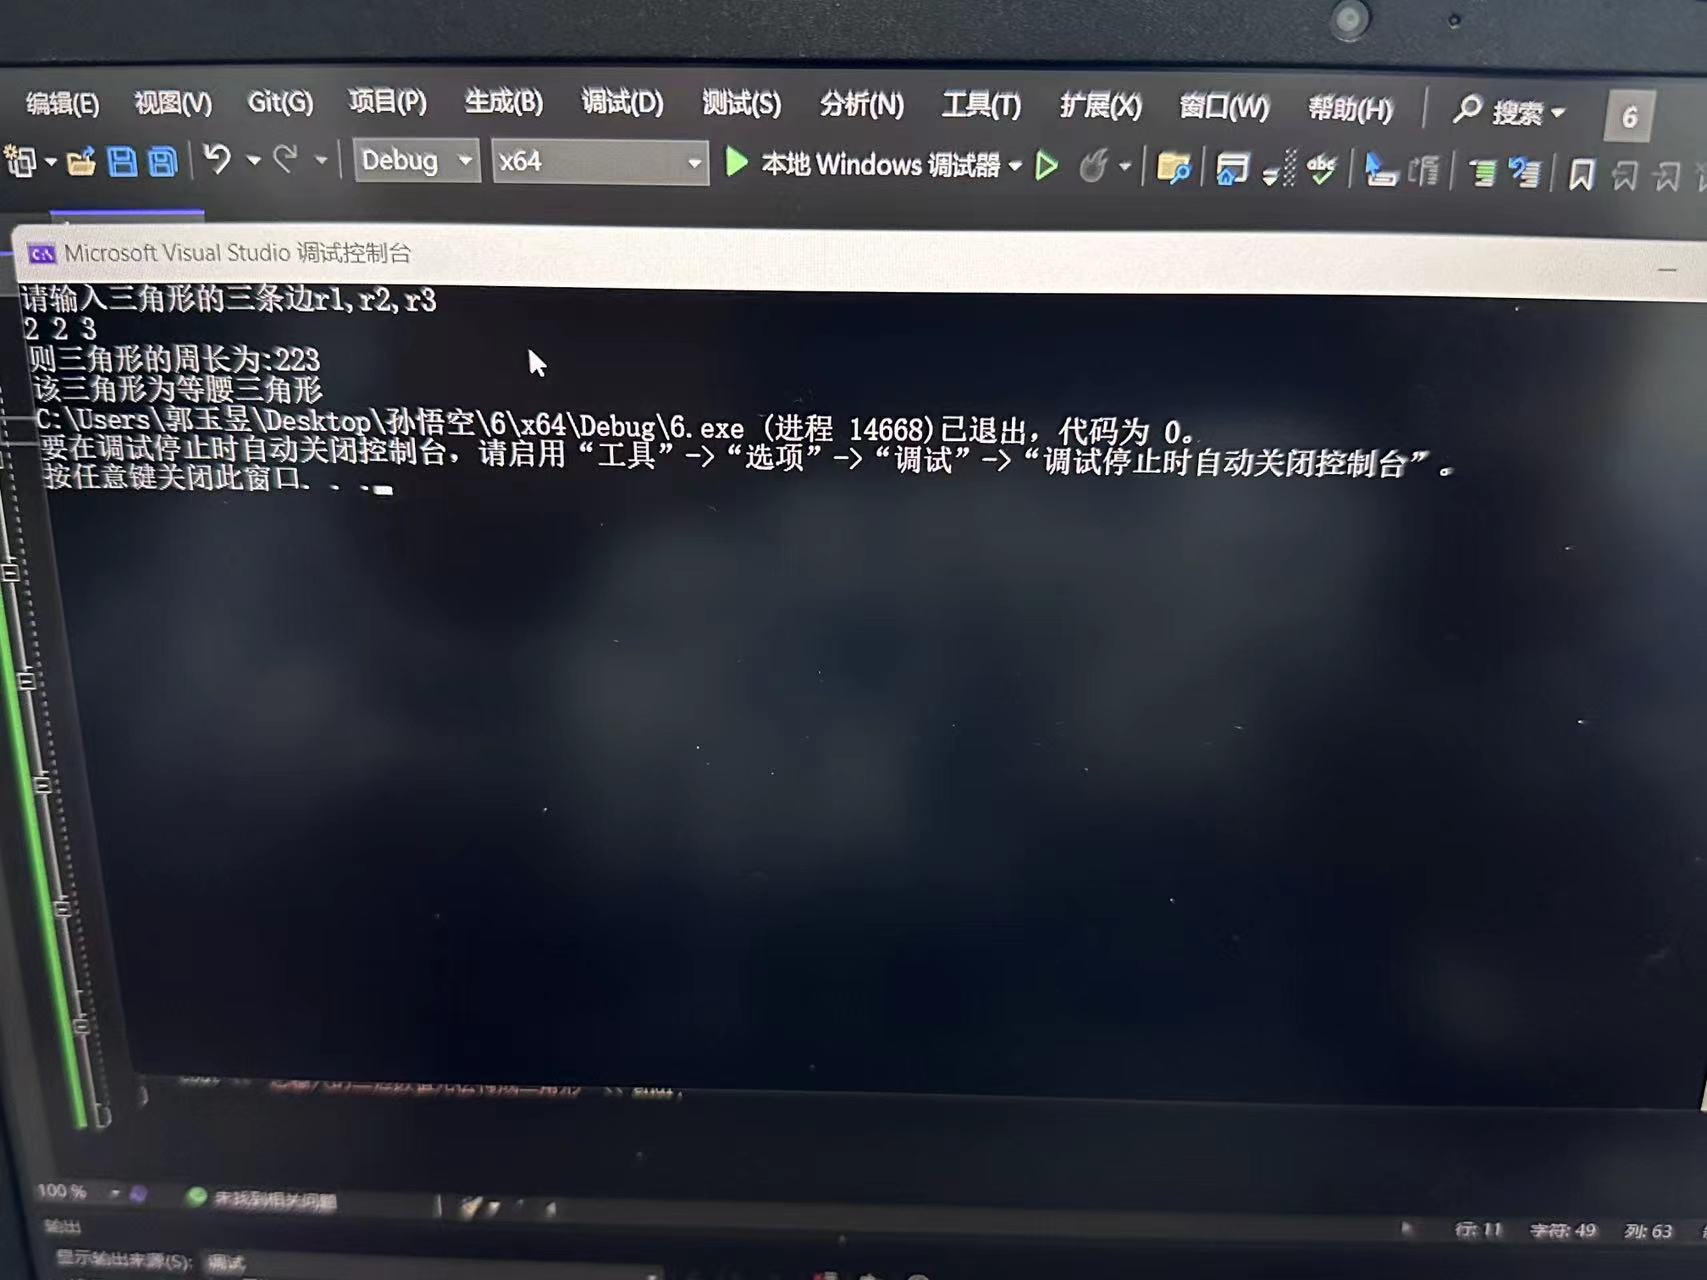 编辑(E) 视图(V) Git(G) 项目(P) 生成(B) 调试(D) 测试(S) 分析(N) 工具(T) 扩展(X) 窗口(W) 帮助(H) 搜索 6
Debug x64 本地 Windows 调试器
Microsoft Visual Studio 调试控制台
请输入三角形的三条边r1,r2,r3
2 2 3
则三角形的周长为:223
该三角形为等腰三角形
C:\Users\郭玉昱\Desktop\孙悟空\6\x64\Debug\6.exe (进程 14668)已退出，代码为 0。
要在调试停止时自动关闭控制台，请启用“工具”->“选项”->“调试”->“调试停止时自动关闭控制台”。
按任意键关闭此窗口. . .
100 % 未找到相关问题 行: 11 字符: 49 列: 63
输出
显示输出来源(S): 调试